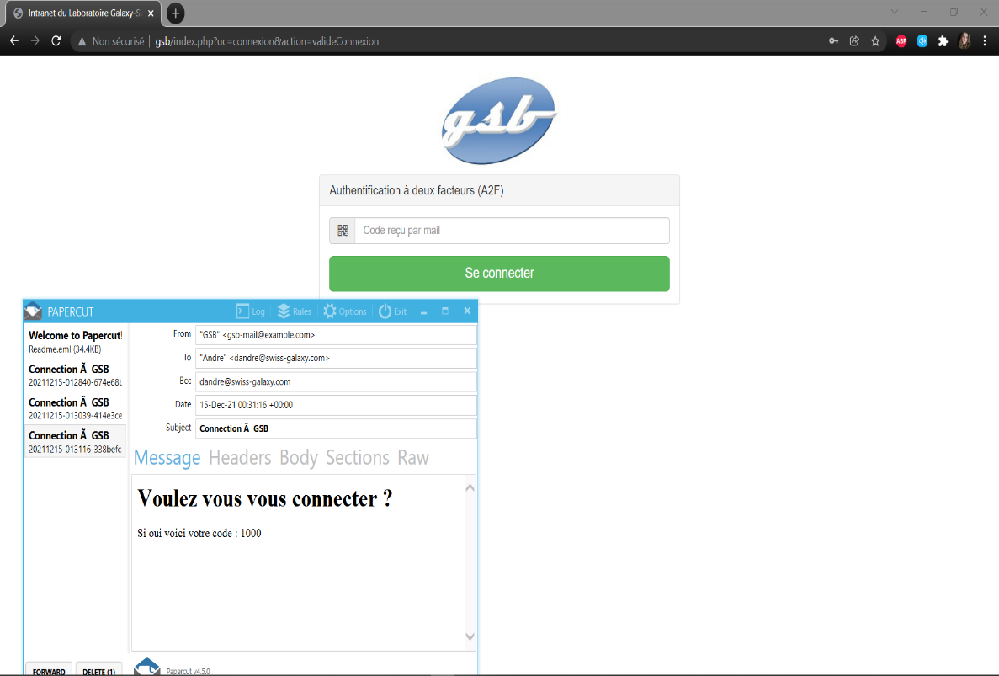 Intranet du Laboratoire Galaxy-S
Non sécurisé | gsb/index.php?uc=connexion&action=valideConnexion
ABP
gsb
Authentification à deux facteurs (A2F)
Code reçu par mail
Se connecter
PAPERCUT
Log
Rules
Options
Exit
Welcome to Papercut!
Readme.eml (34.4KB)
Connection Ã GSB
20211215-012840-674e68b
Connection Ã GSB
20211215-013039-414e3ce
Connection Ã GSB
20211215-013116-338befc
From "GSB" <gsb-mail@example.com>
To "Andre" <dandre@swiss-galaxy.com>
Bcc dandre@swiss-galaxy.com
Date 15-Dec-21 00:31:16 +00:00
Subject Connection Ã GSB
Message Headers Body Sections Raw
Voulez vous vous connecter ?
Si oui voici votre code : 1000
FORWARD
DELETE (1)
Papercut v4.5.0